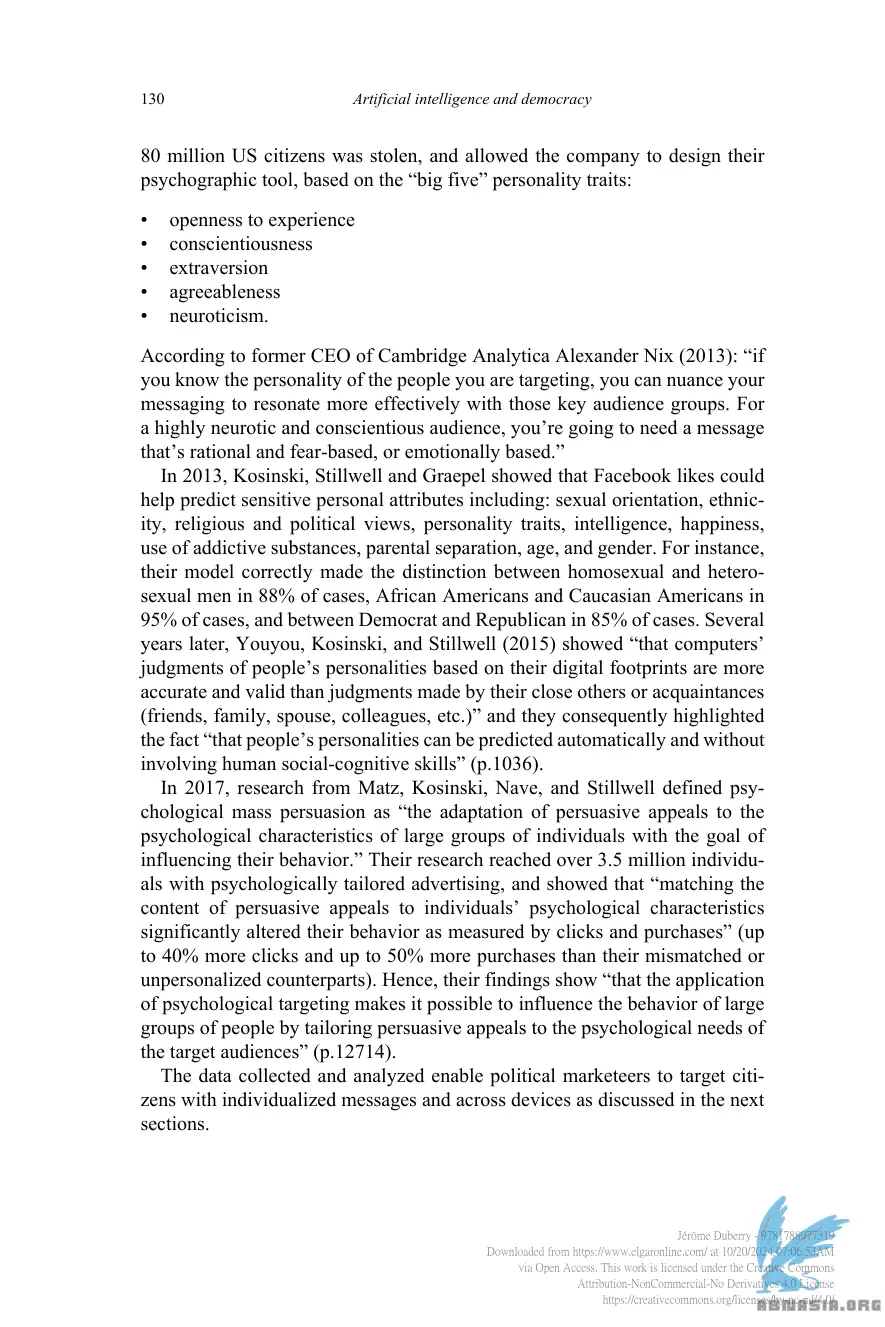 130
Artificial intelligence and democracy
80 million US citizens was stolen, and allowed the company to design their
psychographic tool, based on the “big five” personality traits:
• openness to experience
• conscientiousness
• extraversion
• agreeableness
• neuroticism.
According to former CEO of Cambridge Analytica Alexander Nix (2013): “if
you know the personality of the people you are targeting, you can nuance your
messaging to resonate more effectively with those key audience groups. For
a highly neurotic and conscientious audience, you’re going to need a message
that’s rational and fear-based, or emotionally based.”
In 2013, Kosinski, Stillwell and Graepel showed that Facebook likes could
help predict sensitive personal attributes including: sexual orientation, ethnic-
ity, religious and political views, personality traits, intelligence, happiness,
use of addictive substances, parental separation, age, and gender. For instance,
their model correctly made the distinction between homosexual and hetero-
sexual men in 88% of cases, African Americans and Caucasian Americans in
95% of cases, and between Democrat and Republican in 85% of cases. Several
years later, Youyou, Kosinski, and Stillwell (2015) showed “that computers’
judgments of people’s personalities based on their digital footprints are more
accurate and valid than judgments made by their close others or acquaintances
(friends, family, spouse, colleagues, etc.)” and they consequently highlighted
the fact “that people’s personalities can be predicted automatically and without
involving human social-cognitive skills” (p.1036).
In 2017, research from Matz, Kosinski, Nave, and Stillwell defined psy-
chological mass persuasion as “the adaptation of persuasive appeals to the
psychological characteristics of large groups of individuals with the goal of
influencing their behavior.” Their research reached over 3.5 million individu-
als with psychologically tailored advertising, and showed that “matching the
content of persuasive appeals to individuals’ psychological characteristics
significantly altered their behavior as measured by clicks and purchases” (up
to 40% more clicks and up to 50% more purchases than their mismatched or
unpersonalized counterparts). Hence, their findings show “that the application
of psychological targeting makes it possible to influence the behavior of large
groups of people by tailoring persuasive appeals to the psychological needs of
the target audiences” (p.12714).
The data collected and analyzed enable political marketeers to target citi-
zens with individualized messages and across devices as discussed in the next
sections.
Jérôme Duberry - 9781788977319
Downloaded from https://www.elgaronline.com/ at 10/20/2024 07:06:53AM
via Open Access. This work is licensed under the Creative Commons
Attribution-NonCommercial-No Derivatives 4.0 License
https://creativecommons.org/licenses/by-nc-nd/4.0/
ABTNASIA.ORG